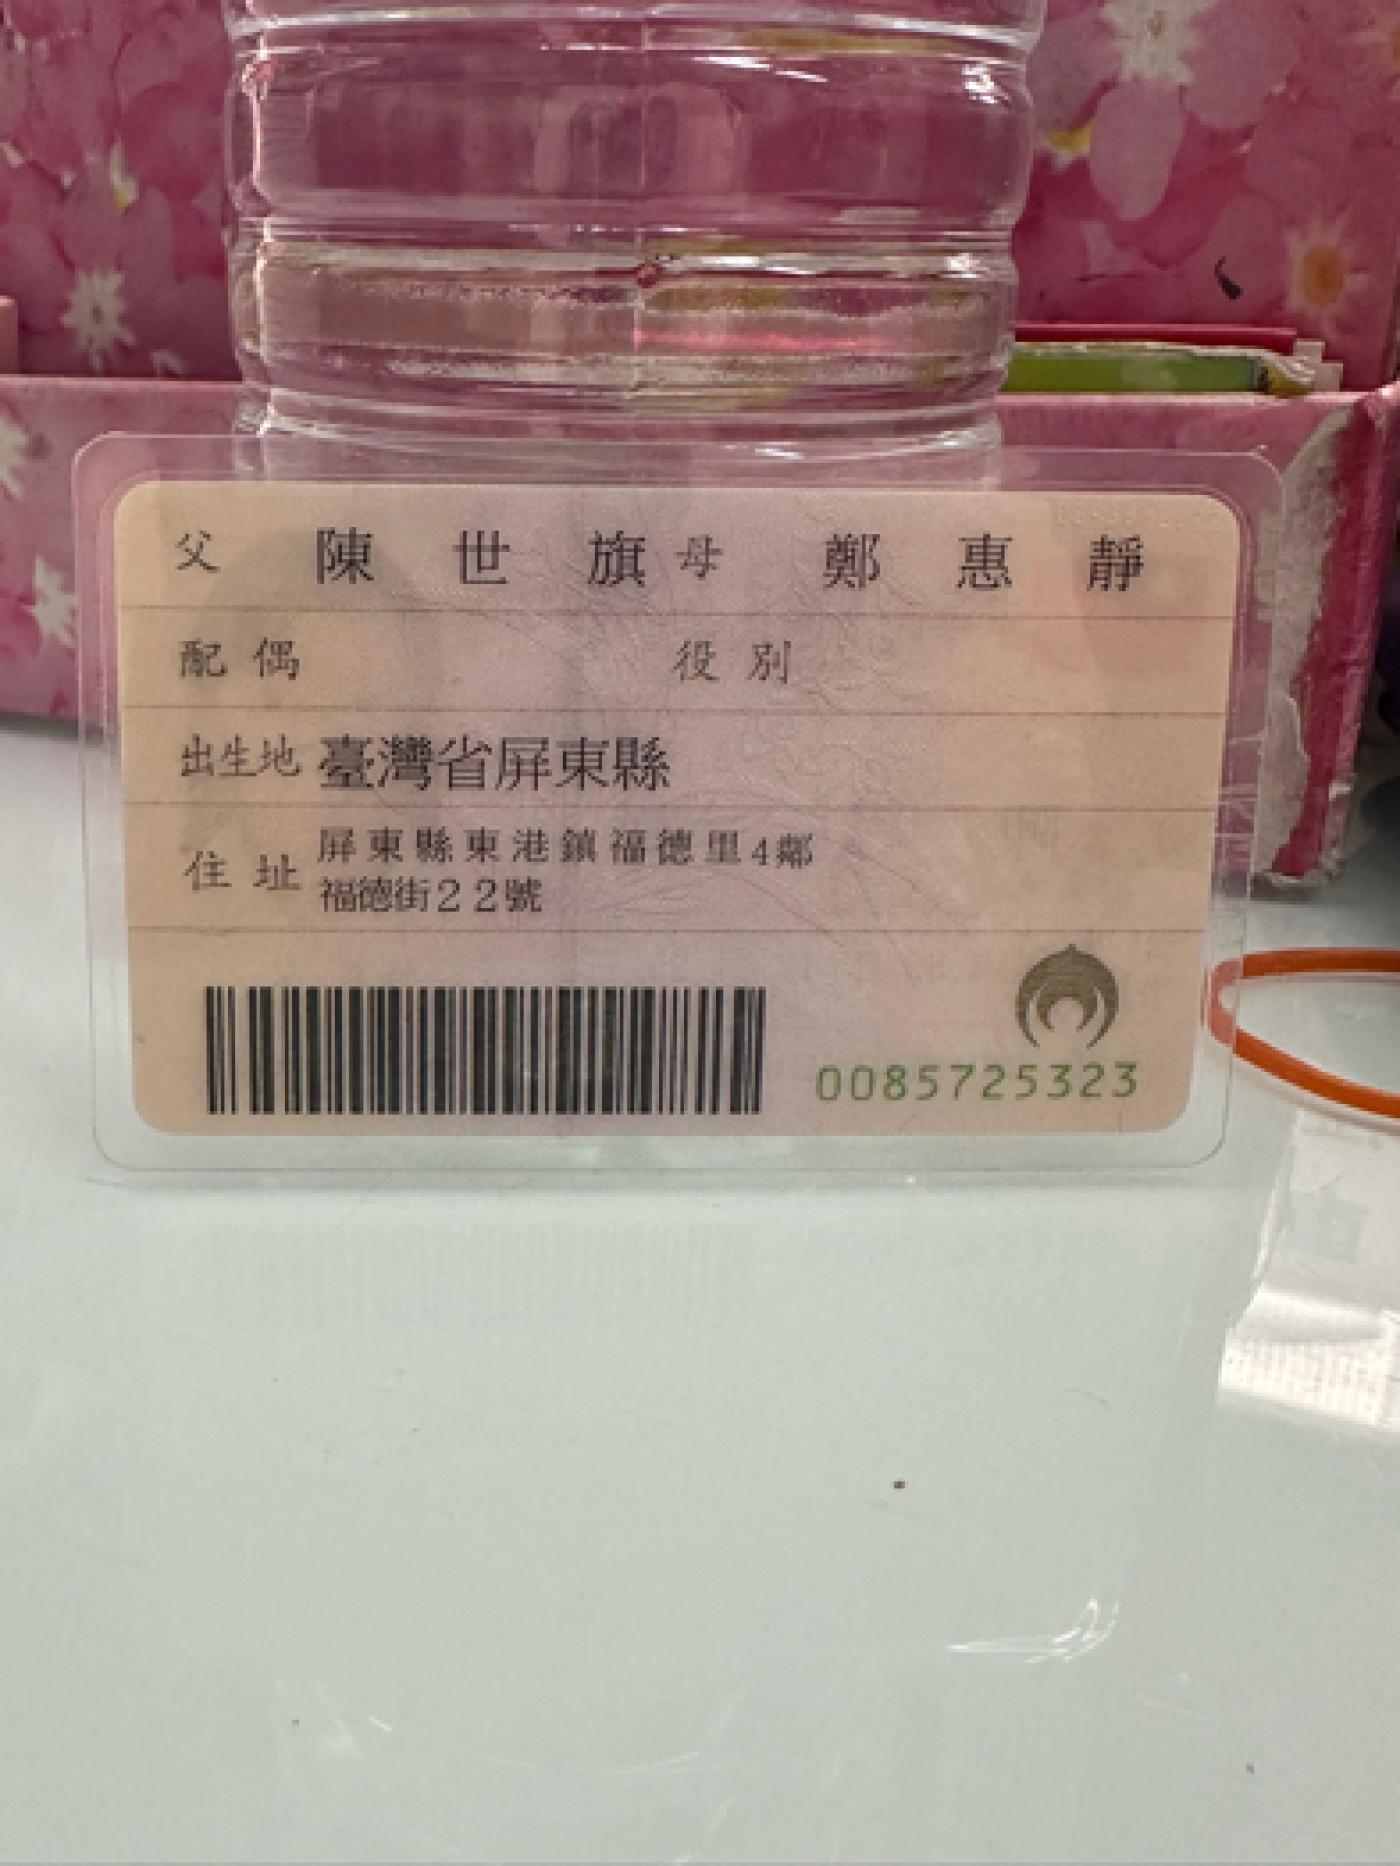 父 陳世旗 母 鄭惠靜
配偶 役別
出生地 臺灣省屏東縣
住址 屏東縣東港鎮福德里4鄰
福德街22號
0085725323